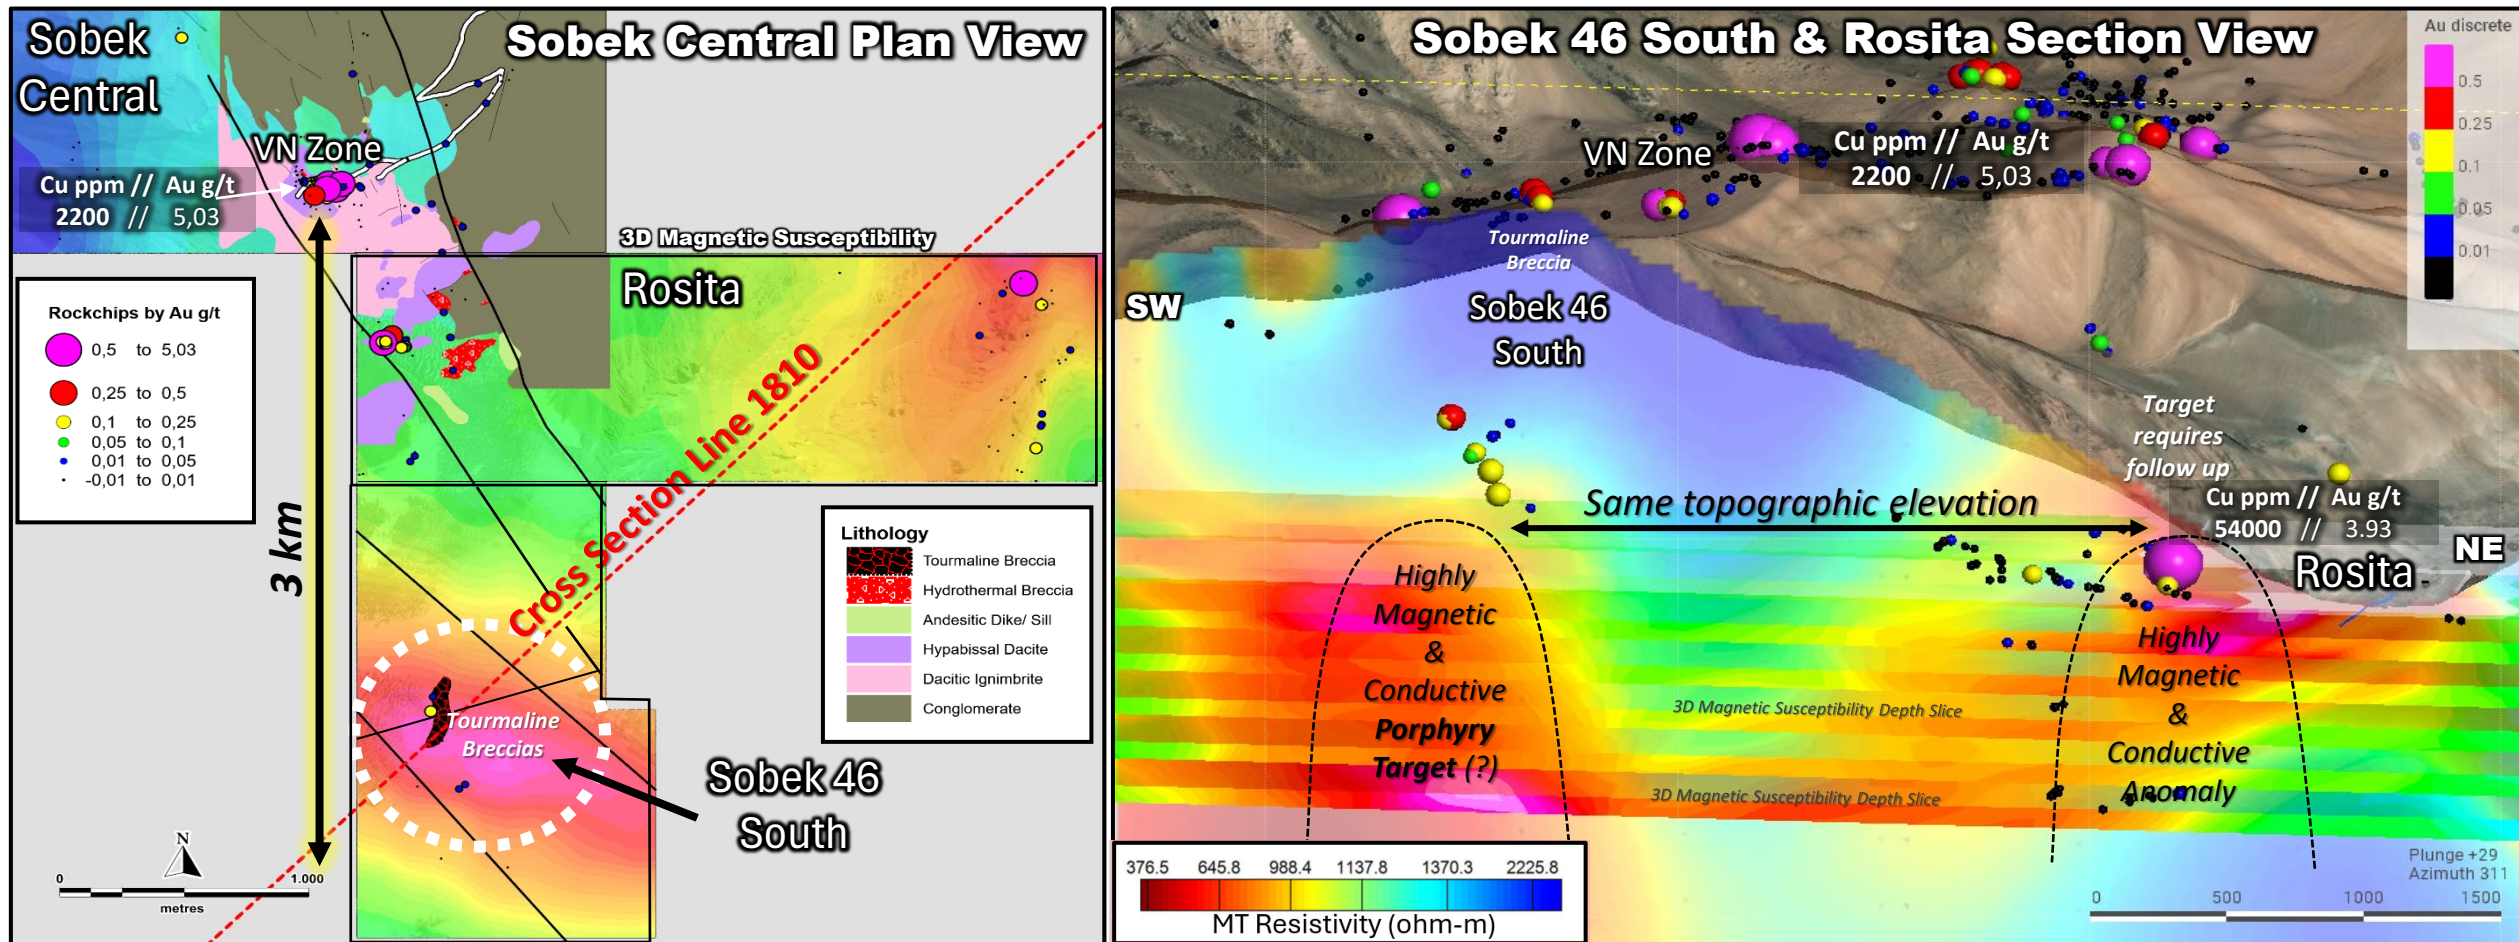 Sobek Central Plan View
Sobek
Central
VN Zone
Cu ppm // Au g/t
2200 // 5,03
3D Magnetic Susceptibility
Rosita
Rockchips by Au g/t
0,5 to 5,03
0,25 to 0,5
0,1 to 0,25
0,05 to 0,1
0,01 to 0,05
-0,01 to 0,01
3 km
Cross Section Line 1810
Lithology
Tourmaline Breccia
Hydrothermal Breccia
Andesitic Dike/ Sill
Hypabissal Dacite
Dacitic Ignimbrite
Conglomerate
Tourmaline
Breccias
Sobek 46
South
N
0 1.000
metres
Sobek 46 South & Rosita Section View
Au discrete
0.5
0.25
0.1
0.05
0.01
VN Zone
Cu ppm // Au g/t
2200 // 5,03
Tourmaline
Breccia
SW
Sobek 46
South
Target
requires
follow up
Same topographic elevation
Cu ppm // Au g/t
54000 // 3.93
NE
Rosita
Highly
Magnetic
&
Conductive
Porphyry
Target (?)
Highly
Magnetic
&
Conductive
Anomaly
3D Magnetic Susceptibility Depth Slice
3D Magnetic Susceptibility Depth Slice
376.5 645.8 988.4 1137.8 1370.3 2225.8
MT Resistivity (ohm-m)
Plunge +29
Azimuth 311
0 500 1000 1500